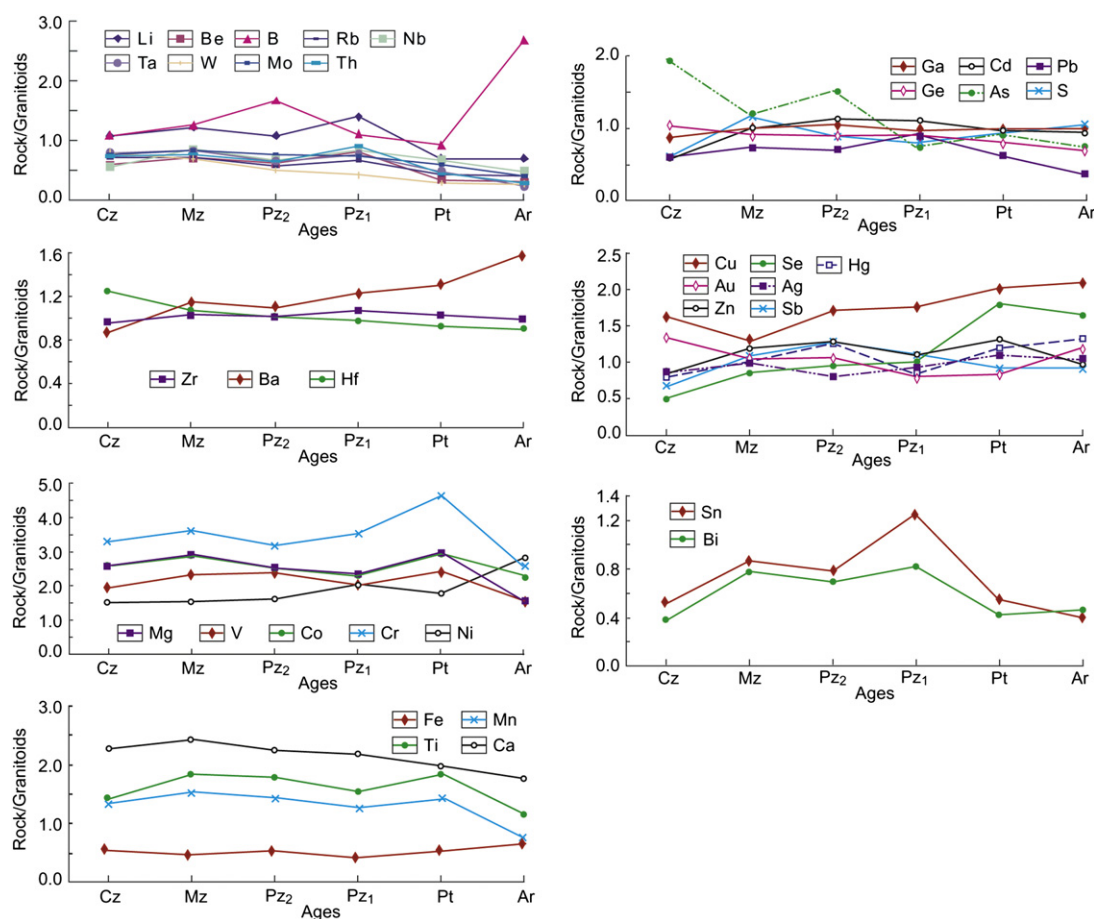 Rock/Granitoids
3.0
2.0
1.0
0.0
Li Be B Rb Nb
Ta W Mo Th
Cz Mz Pz2 Pz1 Pt Ar
Ages
Rock/Granitoids
2.0
1.0
0.0
Ga Cd Pb
Ge As S
Cz Mz Pz2 Pz1 Pt Ar
Ages
Rock/Granitoids
1.6
1.2
0.8
0.4
0.0
Zr Ba Hf
Cz Mz Pz2 Pz1 Pt Ar
Ages
Rock/Granitoids
2.5
2.0
1.5
1.0
0.5
0.0
Cu Se Hg
Au Ag
Zn Sb
Cz Mz Pz2 Pz1 Pt Ar
Ages
Rock/Granitoids
5.0
4.0
3.0
2.0
1.0
0.0
Mg V Co Cr Ni
Cz Mz Pz2 Pz1 Pt Ar
Ages
Rock/Granitoids
1.4
1.2
0.8
0.4
0.0
Sn
Bi
Cz Mz Pz2 Pz1 Pt Ar
Ages
Rock/Granitoids
3.0
2.0
1.0
0.0
Fe Mn
Ti Ca
Cz Mz Pz2 Pz1 Pt Ar
Ages